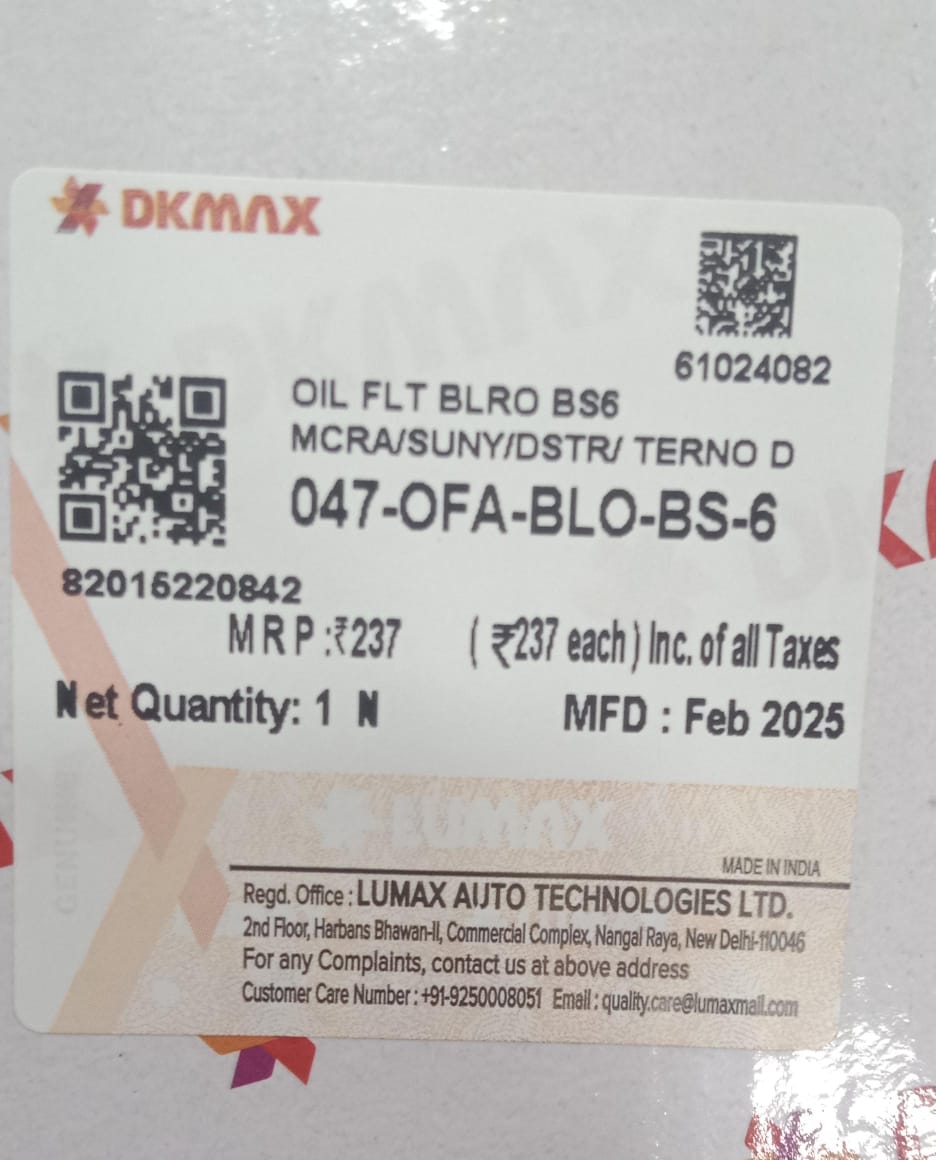 DKMAX
61024082
OIL FLT BLRO BS6
MCRA/SUNY/DSTR/ TERNO D
047-OFA-BLO-BS-6
82016220842
MRP :₹237 ( ₹237 each ) Inc. of all Taxes
Net Quantity: 1 N MFD : Feb 2025
GENUINE
LUMAX
MADE IN INDIA
Regd. Office : LUMAX AUTO TECHNOLOGIES LTD.
2nd Floor, Harbans Bhawan-II, Commercial Complex, Nangal Raya, New Delhi-110046
For any Complaints, contact us at above address
Customer Care Number : +91-9250008051 Email : quality.care@lumaxmail.com